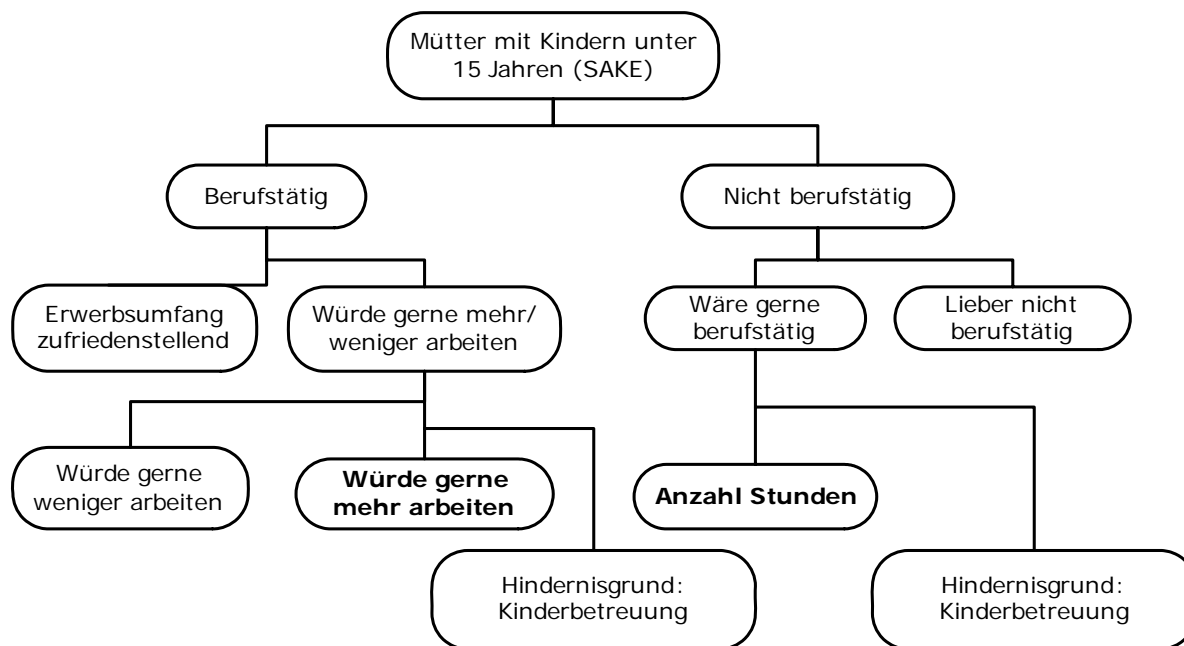 Mütter mit Kindern unter
15 Jahren (SAKE)
Berufstätig
Nicht berufstätig
Erwerbsumfang
zufriedenstellend
Würde gerne mehr/
weniger arbeiten
Wäre gerne
berufstätig
Lieber nicht
berufstätig
Würde gerne
weniger arbeiten
Würde gerne
mehr arbeiten
Anzahl Stunden
Hindernisgrund:
Kinderbetreuung
Hindernisgrund:
Kinderbetreuung